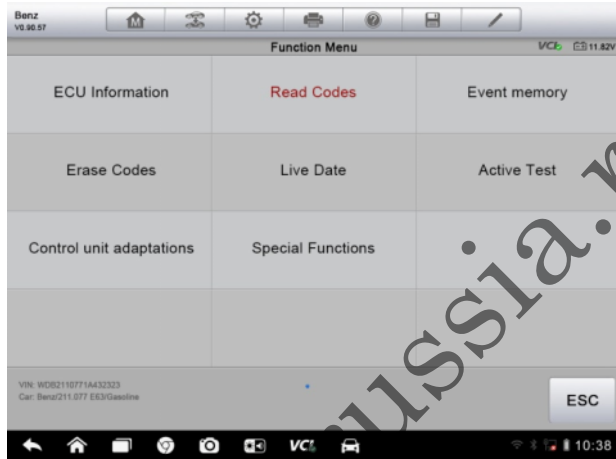 Benz
V0.90.57
Function Menu
VCI 11.82V
ECU Information Read Codes Event memory
Erase Codes Live Date Active Test
Control unit adaptations Special Functions
VIN: WDB2110771A432323
Car: Benz/211.077 E63/Gasoline
ESC
VCI 10:38
ussia.r